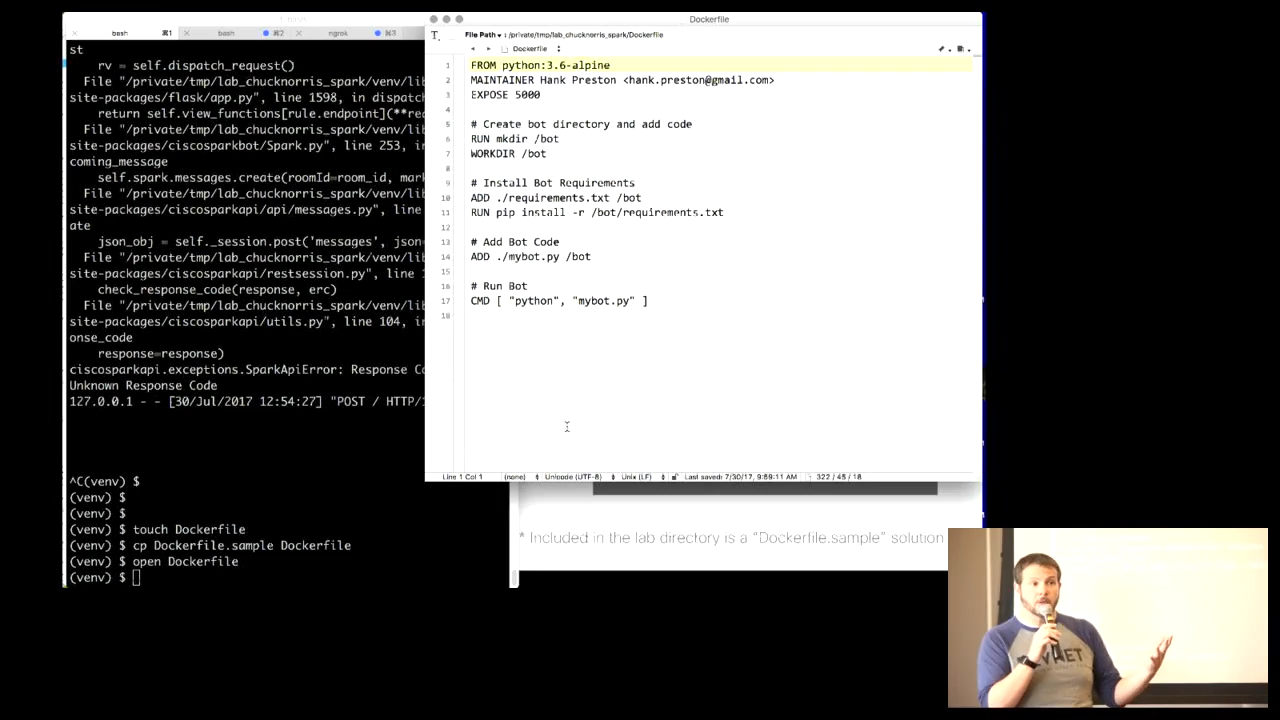 bash
⌘1
bash
⌘2
ngrok
⌘3
st
rv = self.dispatch_request()
File "/private/tmp/lab_chucknorris_spark/venv/lib
site-packages/flask/app.py", line 1598, in dispatch
return self.view_functions[rule.endpoint](**req
File "/private/tmp/lab_chucknorris_spark/venv/lib
site-packages/ciscosparkbot/Spark.py", line 253, in
coming_message
self.spark.messages.create(roomId=room_id, mark
File "/private/tmp/lab_chucknorris_spark/venv/lib
site-packages/ciscosparkapi/api/messages.py", line
ate
json_obj = self._session.post('messages', json=
File "/private/tmp/lab_chucknorris_spark/venv/lib
site-packages/ciscosparkapi/restsession.py", line
check_response_code(response, erc)
File "/private/tmp/lab_chucknorris_spark/venv/lib
site-packages/ciscosparkapi/utils.py", line 104, in
onse_code
response=response)
ciscosparkapi.exceptions.SparkApiError: Response Co
Unknown Response Code
127.0.0.1 - - [30/Jul/2017 12:54:27] "POST / HTTP/
^C(venv) $
(venv) $
(venv) $
(venv) $ touch Dockerfile
(venv) $ cp Dockerfile.sample Dockerfile
(venv) $ open Dockerfile
(venv) $
Dockerfile
File Path ▾ : /private/tmp/lab_chucknorris_spark/Dockerfile
Dockerfile
1 FROM python:3.6-alpine
2 MAINTAINER Hank Preston <hank.preston@gmail.com>
3 EXPOSE 5000
4
5 # Create bot directory and add code
6 RUN mkdir /bot
7 WORKDIR /bot
8
9 # Install Bot Requirements
10 ADD ./requirements.txt /bot
11 RUN pip install -r /bot/requirements.txt
12
13 # Add Bot Code
14 ADD ./mybot.py /bot
15
16 # Run Bot
17 CMD [ "python", "mybot.py" ]
18
Line 1 Col 1 (none) Unicode (UTF-8) Unix (LF) Last saved: 7/30/17, 9:59:11 AM 322 / 45 / 18
* Included in the lab directory is a "Dockerfile.sample" solution